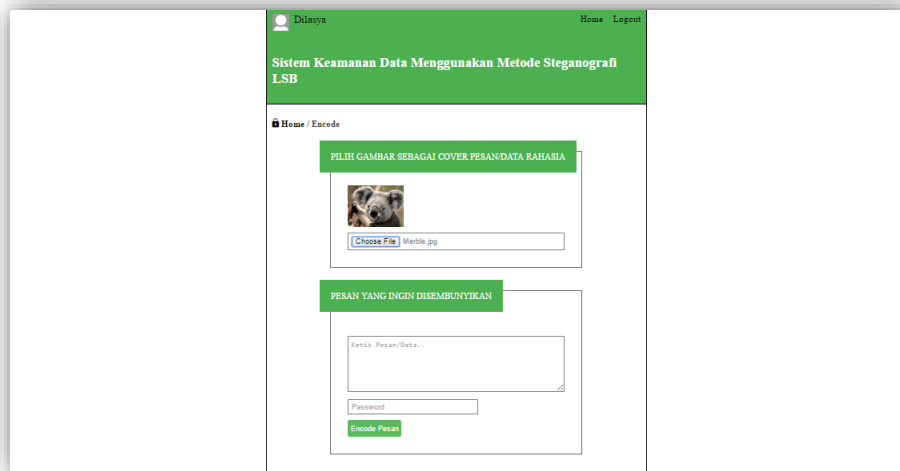 Dilasya
Home Logout
Sistem Keamanan Data Menggunakan Metode Steganografi
LSB
Home / Encode
PILIH GAMBAR SEBAGAI COVER PESAN/DATA RAHASIA
Choose File Merble.jpg
PESAN YANG INGIN DISEMBUNYIKAN
Ketik Pesan/Data..
Password
Encode Pesan